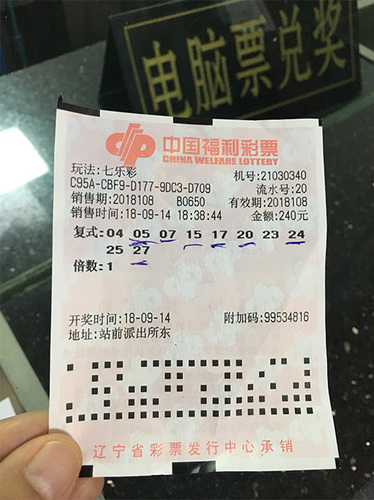 电脑票兑奖
中国福利彩票
CHINA WELFARE LOTTERY
玩法:七乐彩 机号:21030340
C95A-CBF9-D177-9DC3-D709 流水号:20
销售期:2018108 B0650 有效期:2018108
销售时间:18-09-14 18:38:44 金额:240元
复式:04 05 07 15 17 20 23 24
25 27
倍数:1
开奖时间:18-09-14 附加码:99534816
地址:站前派出所东
辽宁省彩票发行中心承销